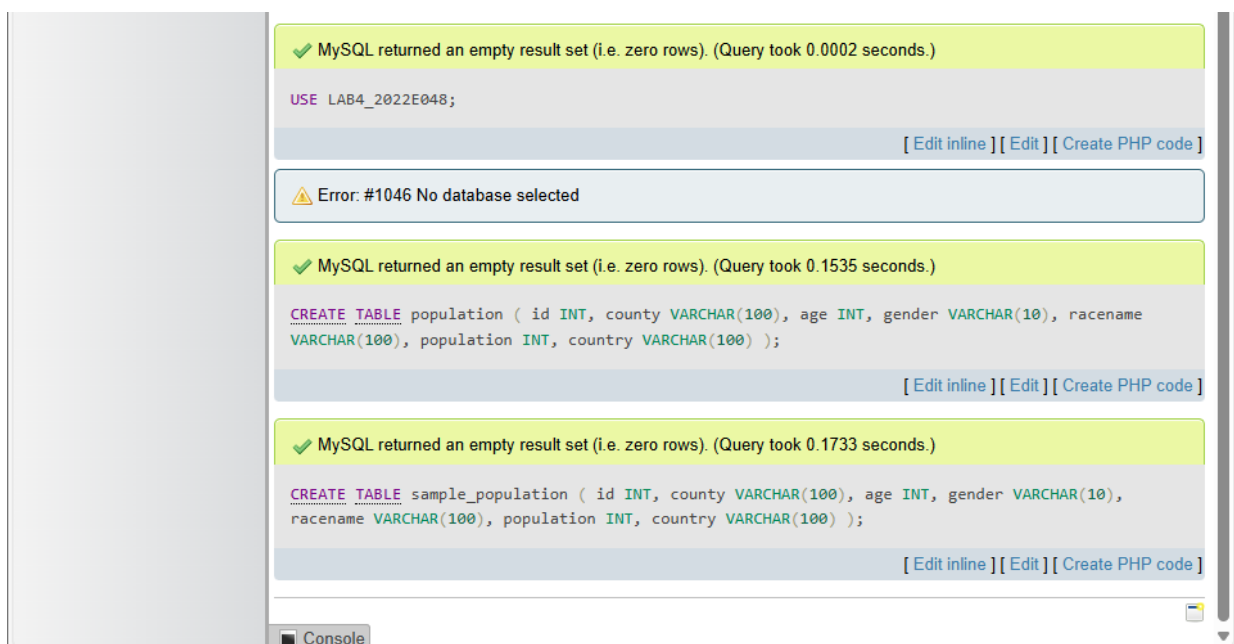 MySQL returned an empty result set (i.e. zero rows). (Query took 0.0002 seconds.)
USE LAB4_2022E048;
[ Edit inline ] [ Edit ] [ Create PHP code ]
Error: #1046 No database selected
MySQL returned an empty result set (i.e. zero rows). (Query took 0.1535 seconds.)
CREATE TABLE population ( id INT, county VARCHAR(100), age INT, gender VARCHAR(10), racename
VARCHAR(100), population INT, country VARCHAR(100) );
[ Edit inline ] [ Edit ] [ Create PHP code ]
MySQL returned an empty result set (i.e. zero rows). (Query took 0.1733 seconds.)
CREATE TABLE sample_population ( id INT, county VARCHAR(100), age INT, gender VARCHAR(10),
racename VARCHAR(100), population INT, country VARCHAR(100) );
[ Edit inline ] [ Edit ] [ Create PHP code ]
Console